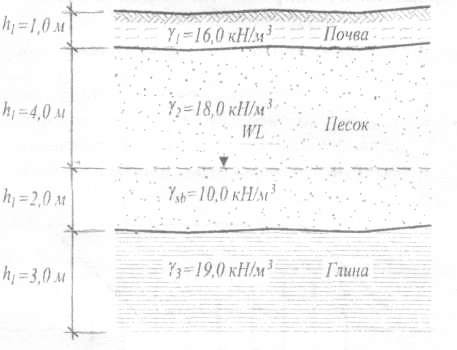 h₁=1,0 м
γ₁=16,0 кН/м³ Почва
h₁=4,0 м
γ₂=18,0 кН/м³
WL Песок
h₁=2,0 м
γsb=10,0 кН/м³
h₁=3,0 м
γ₃=19,0 кН/м³ Глина